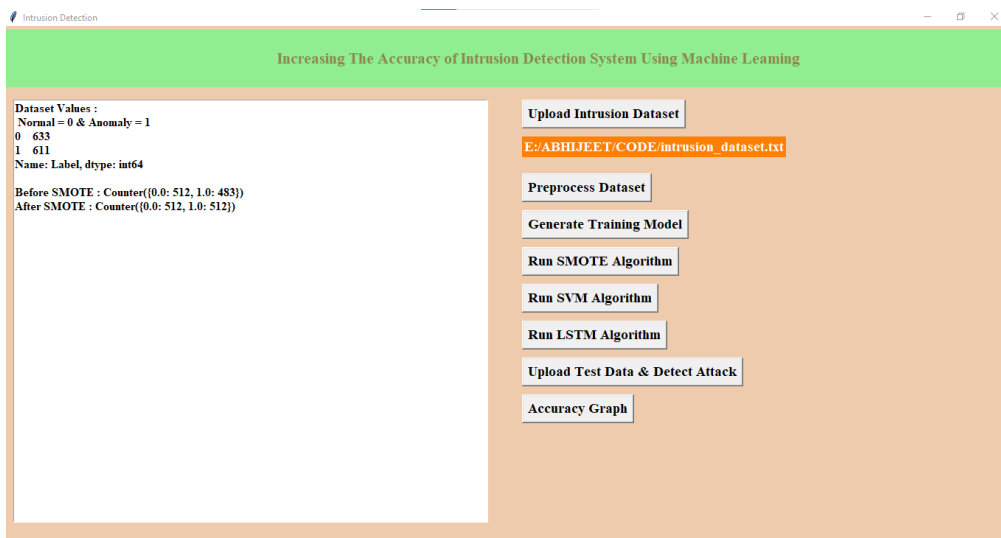 Intrusion Detection
Increasing The Accuracy of Intrusion Detection System Using Machine Learning
Dataset Values :
Normal = 0 & Anomaly = 1
0 633
1 611
Name: Label, dtype: int64
Before SMOTE : Counter({0.0: 512, 1.0: 483})
After SMOTE : Counter({0.0: 512, 1.0: 512})
Upload Intrusion Dataset
E:/ABHIJEET/CODE/intrusion_dataset.txt
Preprocess Dataset
Generate Training Model
Run SMOTE Algorithm
Run SVM Algorithm
Run LSTM Algorithm
Upload Test Data & Detect Attack
Accuracy Graph